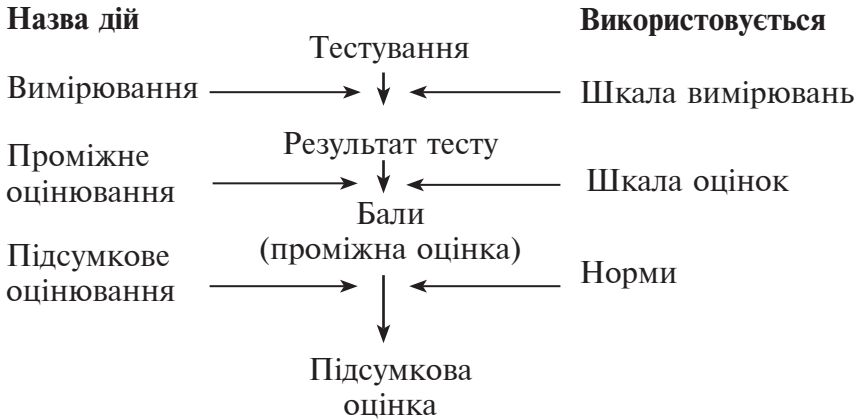 Назва дій
Використовується
Тестування
Вимірювання
Шкала вимірювань
Результат тесту
Проміжне
оцінювання
Шкала оцінок
Бали
(проміжна оцінка)
Підсумкове
оцінювання
Норми
Підсумкова
оцінка